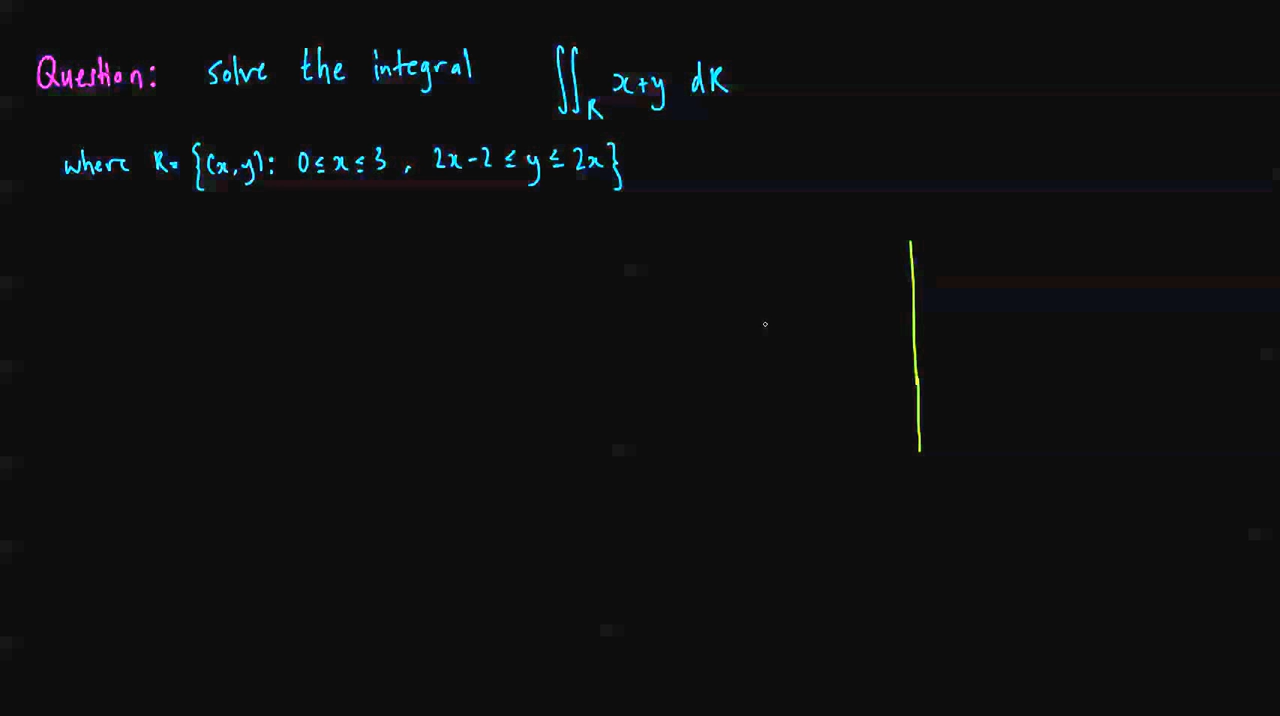 Question: solve the integral ∬_R x+y dR
where R= {(x,y): 0 ≤ x ≤ 3 , 2x-2 ≤ y ≤ 2x}